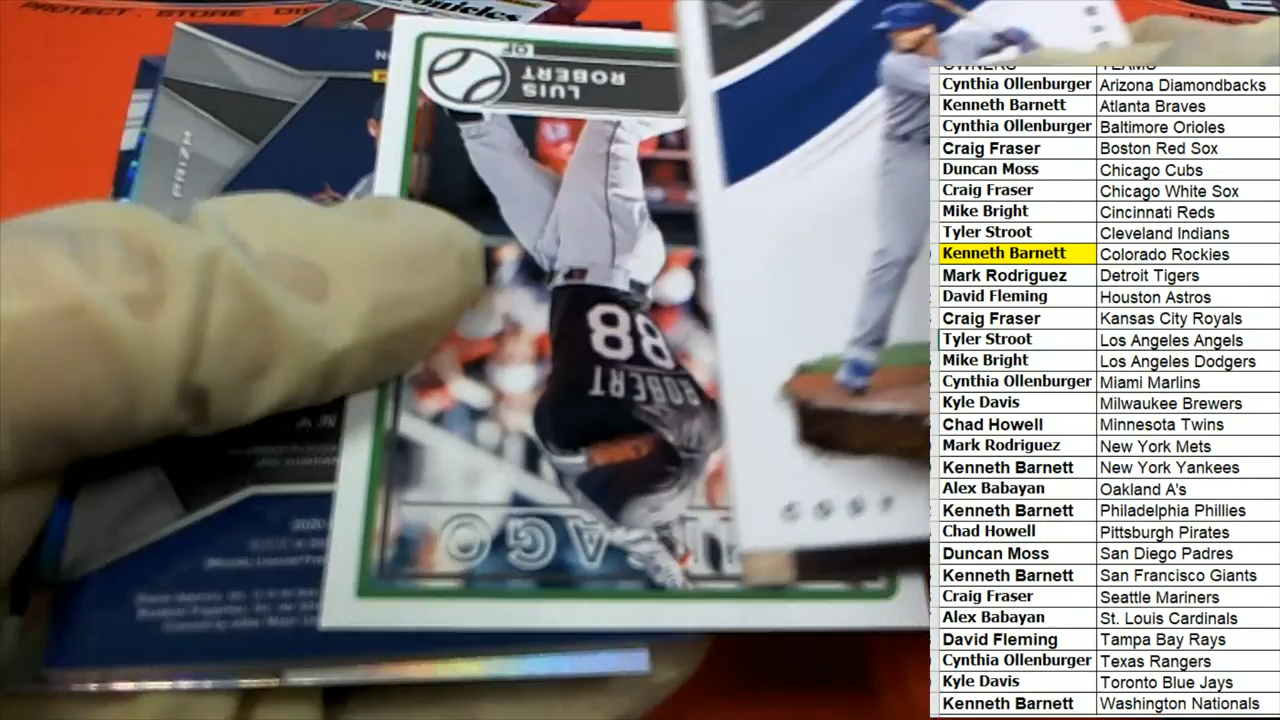 PROTECT . STORE . DIS
onicles
PRIZM
OF
LUIS
ROBERT
88
ROBERT
AGO
2020
OWNERS TEAMS
Cynthia Ollenburger Arizona Diamondbacks
Kenneth Barnett Atlanta Braves
Cynthia Ollenburger Baltimore Orioles
Craig Fraser Boston Red Sox
Duncan Moss Chicago Cubs
Craig Fraser Chicago White Sox
Mike Bright Cincinnati Reds
Tyler Stroot Cleveland Indians
Kenneth Barnett Colorado Rockies
Mark Rodriguez Detroit Tigers
David Fleming Houston Astros
Craig Fraser Kansas City Royals
Tyler Stroot Los Angeles Angels
Mike Bright Los Angeles Dodgers
Cynthia Ollenburger Miami Marlins
Kyle Davis Milwaukee Brewers
Chad Howell Minnesota Twins
Mark Rodriguez New York Mets
Kenneth Barnett New York Yankees
Alex Babayan Oakland A's
Kenneth Barnett Philadelphia Phillies
Chad Howell Pittsburgh Pirates
Duncan Moss San Diego Padres
Kenneth Barnett San Francisco Giants
Craig Fraser Seattle Mariners
Alex Babayan St. Louis Cardinals
David Fleming Tampa Bay Rays
Cynthia Ollenburger Texas Rangers
Kyle Davis Toronto Blue Jays
Kenneth Barnett Washington Nationals